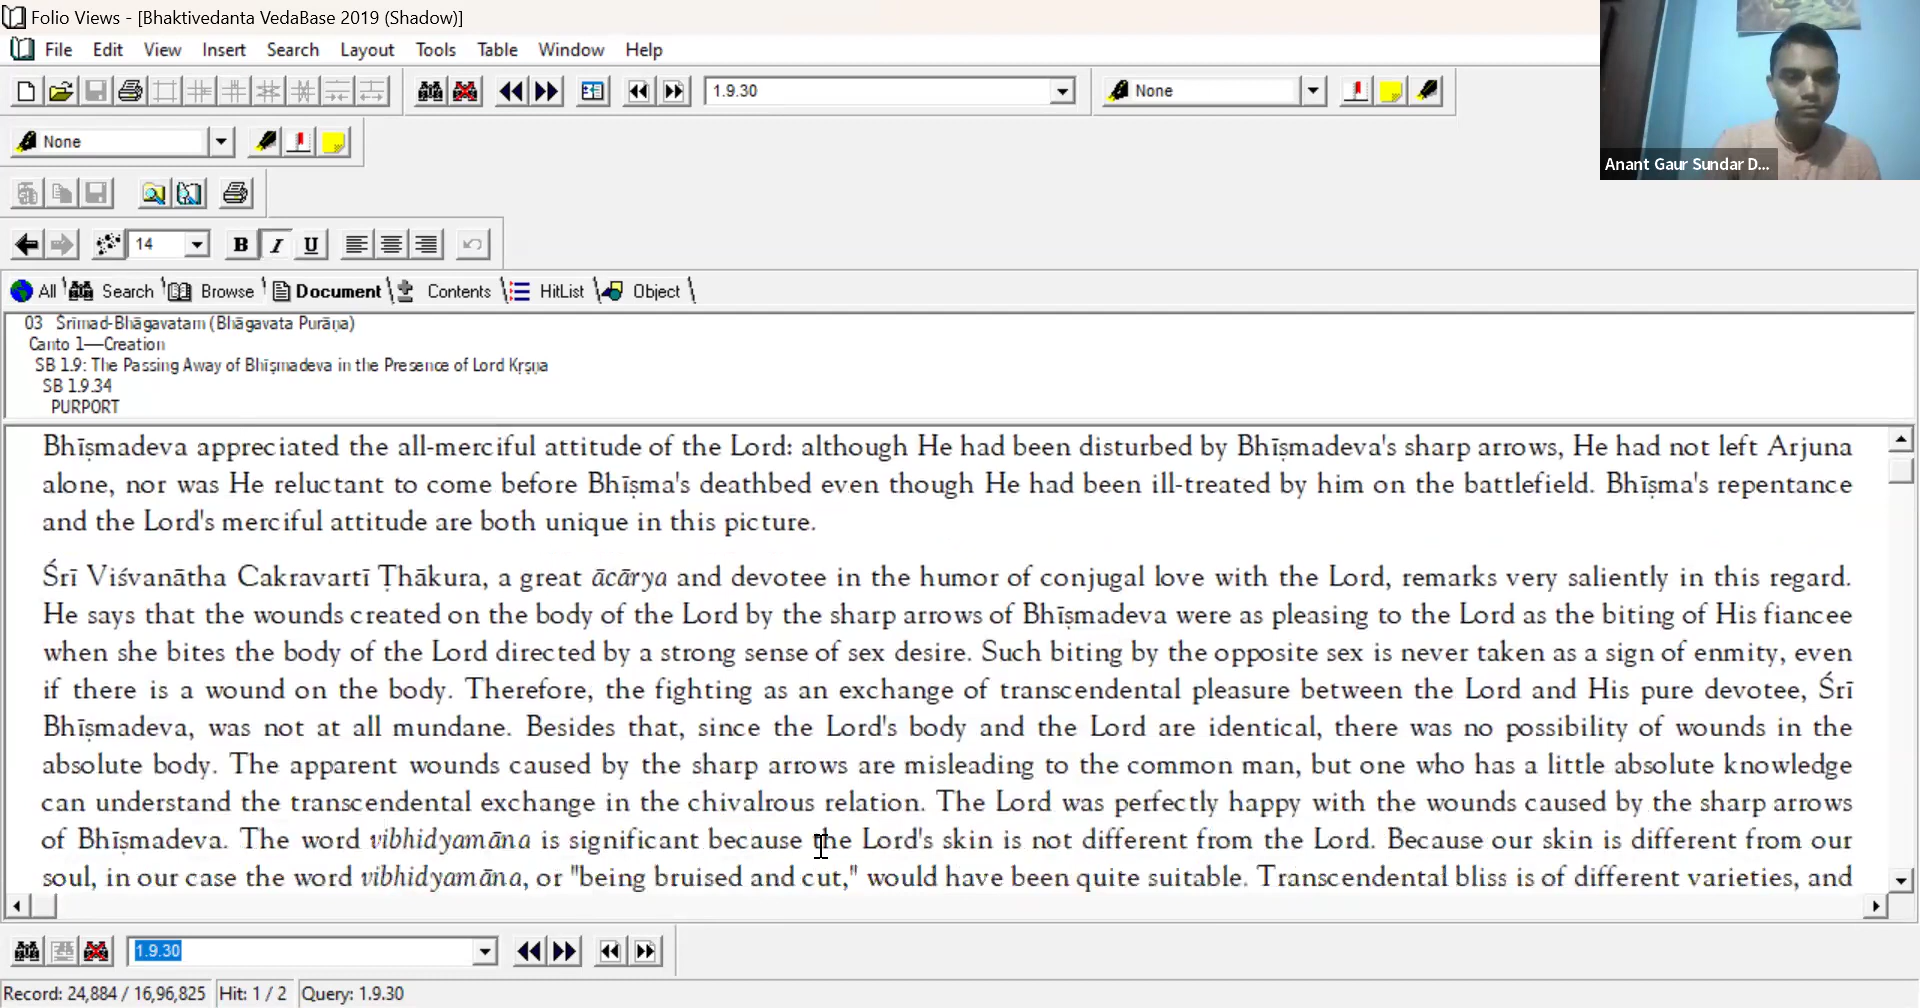 Folio Views - [Bhaktivedanta VedaBase 2019 (Shadow)]
File Edit View Insert Search Layout Tools Table Window Help
1.9.30 None
None
Anant Gaur Sundar D...
14 B I U
All Search Browse Document Contents HitList Object
03 Śrīmad-Bhāgavatam (Bhāgavata Purāṇa)
Canto 1—Creation
SB 1.9: The Passing Away of Bhīṣmadeva in the Presence of Lord Kṛṣṇa
SB 1.9.34
PURPORT
Bhīṣmadeva appreciated the all-merciful attitude of the Lord: although He had been disturbed by Bhīṣmadeva's sharp arrows, He had not left Arjuna
alone, nor was He reluctant to come before Bhīṣma's deathbed even though He had been ill-treated by him on the battlefield. Bhīṣma's repentance
and the Lord's merciful attitude are both unique in this picture.
Śrī Viśvanātha Cakravartī Ṭhākura, a great ācārya and devotee in the humor of conjugal love with the Lord, remarks very saliently in this regard.
He says that the wounds created on the body of the Lord by the sharp arrows of Bhīṣmadeva were as pleasing to the Lord as the biting of His fiancee
when she bites the body of the Lord directed by a strong sense of sex desire. Such biting by the opposite sex is never taken as a sign of enmity, even
if there is a wound on the body. Therefore, the fighting as an exchange of transcendental pleasure between the Lord and His pure devotee, Śrī
Bhīṣmadeva, was not at all mundane. Besides that, since the Lord's body and the Lord are identical, there was no possibility of wounds in the
absolute body. The apparent wounds caused by the sharp arrows are misleading to the common man, but one who has a little absolute knowledge
can understand the transcendental exchange in the chivalrous relation. The Lord was perfectly happy with the wounds caused by the sharp arrows
of Bhīṣmadeva. The word vibhidyamāna is significant because the Lord's skin is not different from the Lord. Because our skin is different from our
soul, in our case the word vibhidyamāna, or "being bruised and cut," would have been quite suitable. Transcendental bliss is of different varieties, and
1.9.30
Record: 24,884 / 16,96,825 Hit: 1 / 2 Query: 1.9.30